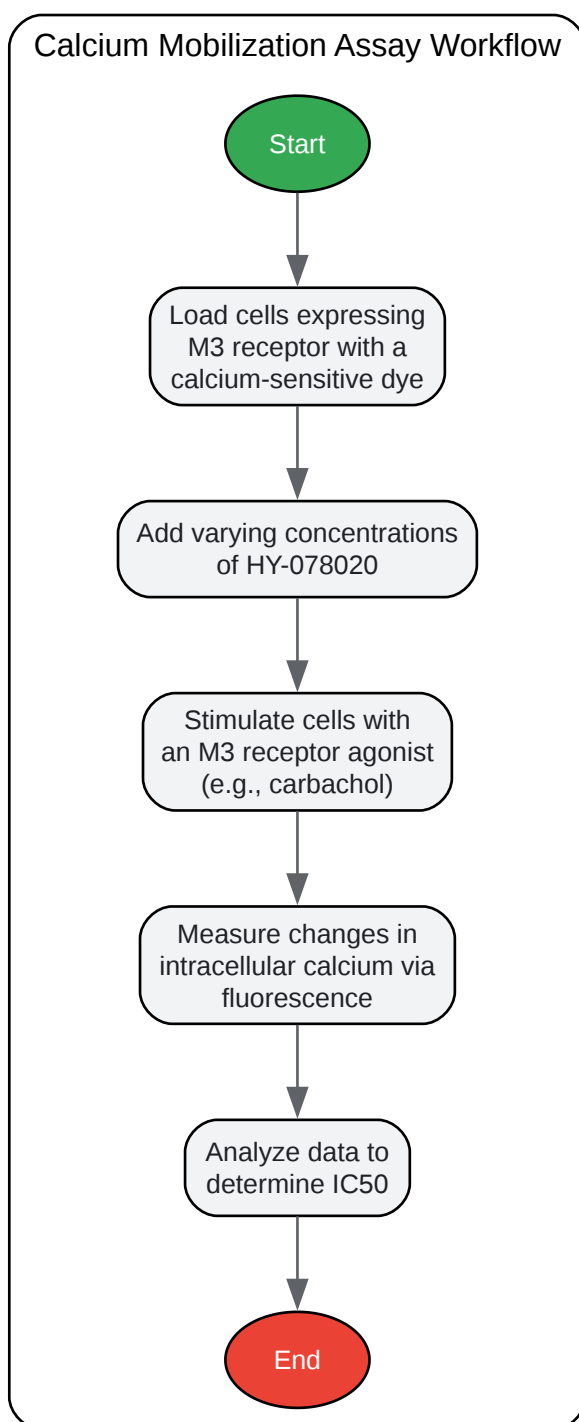 Calcium Mobilization Assay Workflow
Start
Load cells expressing
M3 receptor with a
calcium-sensitive dye
Add varying concentrations
of HY-078020
Stimulate cells with
an M3 receptor agonist
(e.g., carbachol)
Measure changes in
intracellular calcium via
fluorescence
Analyze data to
determine IC50
End